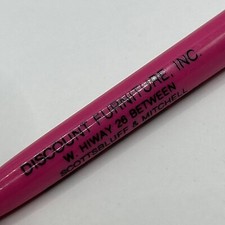 DISCOUNT FURNITURE, INC.
W. HIWAY 26 BETWEEN
SCOTTSBLUFF & MITCHELL